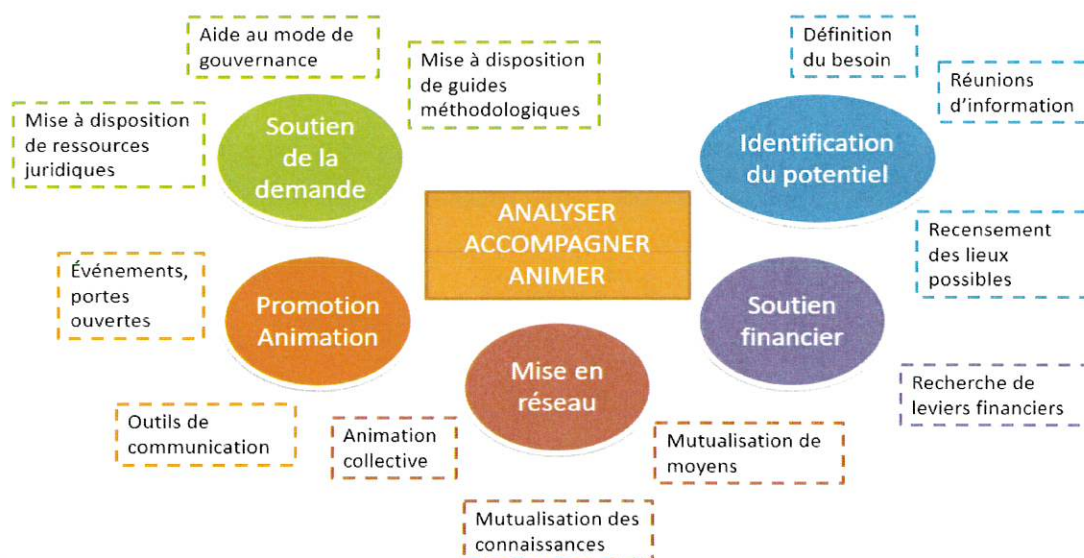 Aide au mode de
gouvernance
Mise à disposition
de guides
méthodologiques
Mise à disposition
de ressources
juridiques
Soutien
de la
demande
Définition
du besoin
Réunions
d'information
Identification
du potentiel
Recensement
des lieux
possibles
ANALYSER
ACCOMPAGNER
ANIMER
Événements,
portes
ouvertes
Promotion
Animation
Outils de
communication
Soutien
financier
Recherche de
leviers financiers
Mise en
réseau
Animation
collective
Mutualisation de
moyens
Mutualisation des
connaissances